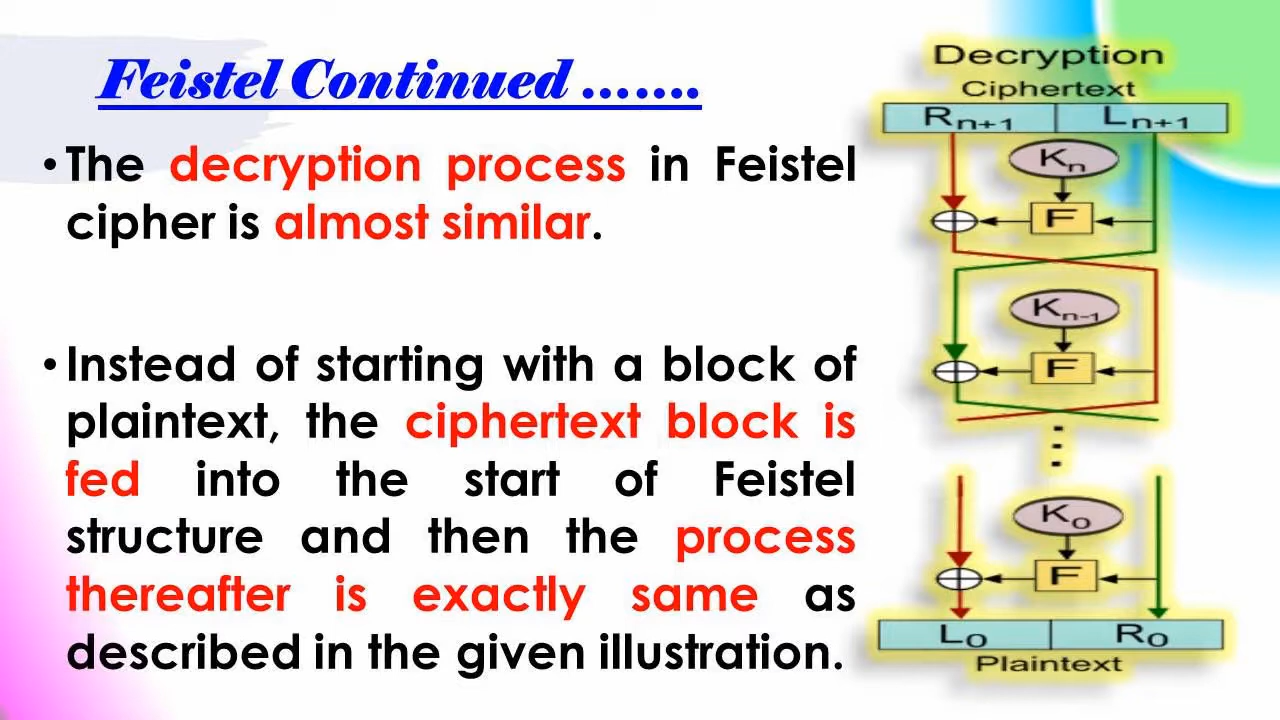 Feistel Continued …….
• The decryption process in Feistel
cipher is almost similar.
• Instead of starting with a block of
plaintext, the ciphertext block is
fed into the start of Feistel
structure and then the process
thereafter is exactly same as
described in the given illustration.
Decryption
Ciphertext
Rn+1 Ln+1
Kn
F
Kn-1
F
⋮
K0
F
L0 R0
Plaintext